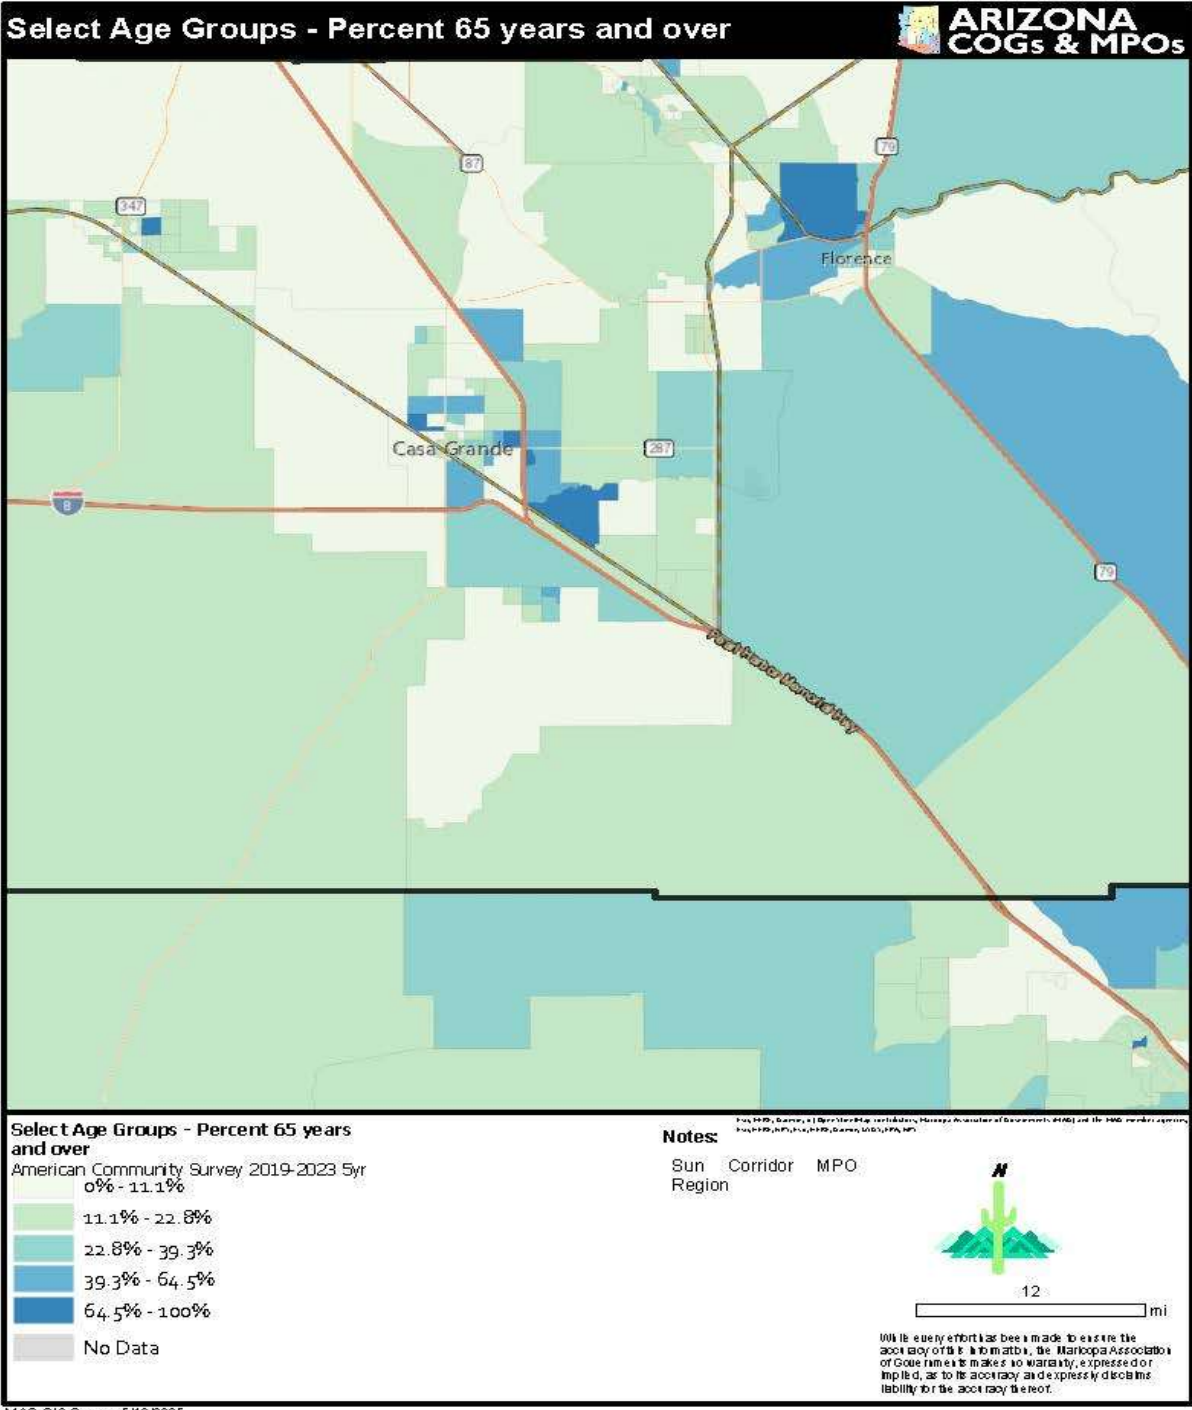 Select Age Groups - Percent 65 years and over
ARIZONA
COGs & MPOs
87
79
347
Florence
Casa Grande
287
8
79
Pearl Harbor Memorial Hwy
Select Age Groups - Percent 65 years
and over
American Community Survey 2019-2023 5yr
0% - 11.1%
11.1% - 22.8%
22.8% - 39.3%
39.3% - 64.5%
64.5% - 100%
No Data
Notes:
Sun Corridor MPO
Region
N
12
mi
While every effort has been made to ensure the
accuracy of this information, the Maricopa Association
of Governments makes no warranty, expressed or
implied, as to its accuracy and expressly disclaims
liability for the accuracy thereof.